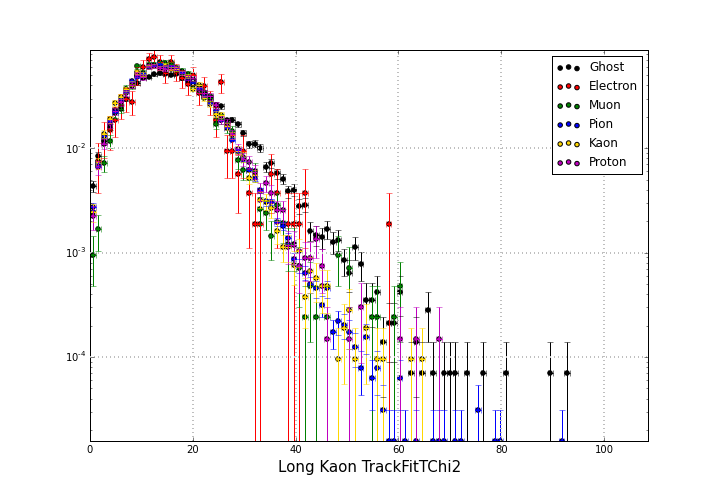 Ghost
Electron
Muon
Pion
Kaon
Proton
10⁻²
10⁻³
10⁻⁴
0 20 40 60 80 100
Long Kaon TrackFitTChi2